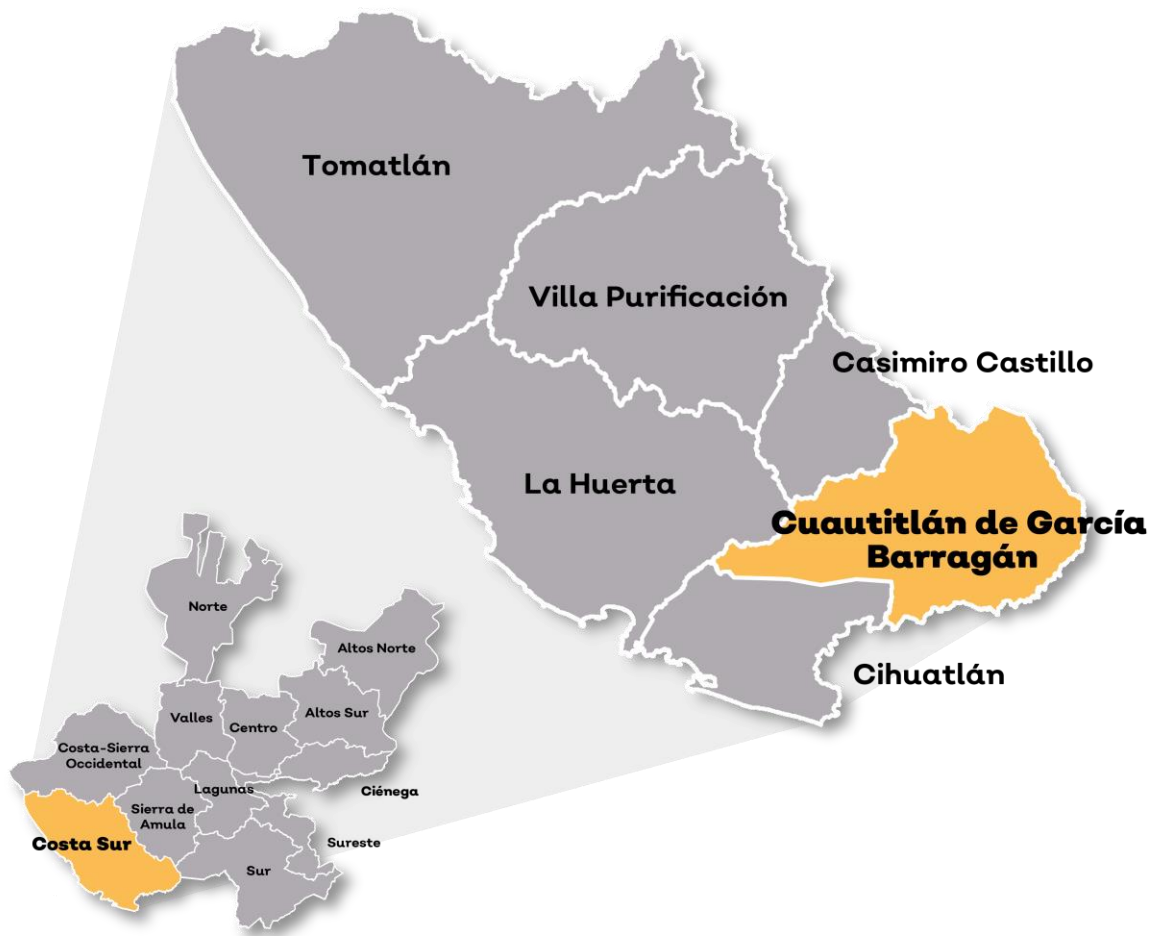 Tomatlán
Villa Purificación
Casimiro Castillo
La Huerta
Cuautitlán de García
Barragán
Cihuatlán
Norte
Altos Norte
Altos Sur
Valles
Centro
Costa-Sierra
Occidental
Lagunas
Ciénega
Sierra de
Amula
Costa Sur
Sureste
Sur